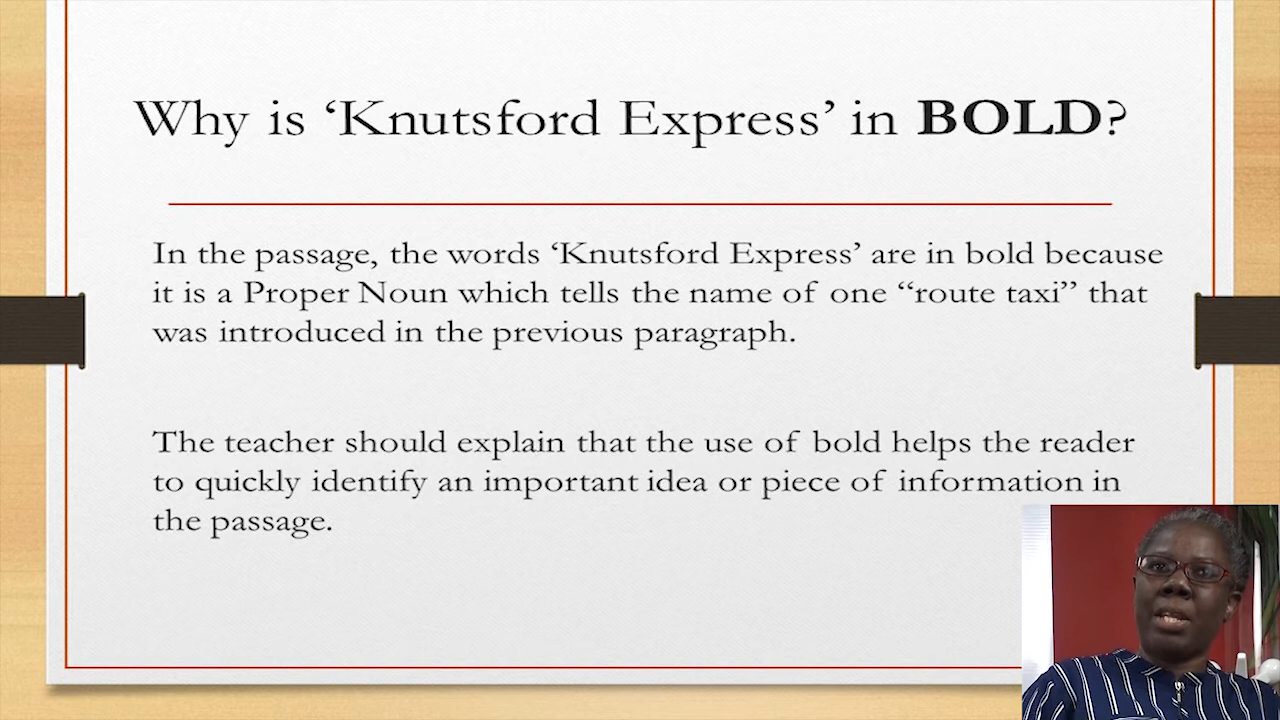 Why is ‘Knutsford Express’ in BOLD?
In the passage, the words ‘Knutsford Express’ are in bold because
it is a Proper Noun which tells the name of one “route taxi” that
was introduced in the previous paragraph.
The teacher should explain that the use of bold helps the reader
to quickly identify an important idea or piece of information in
the passage.